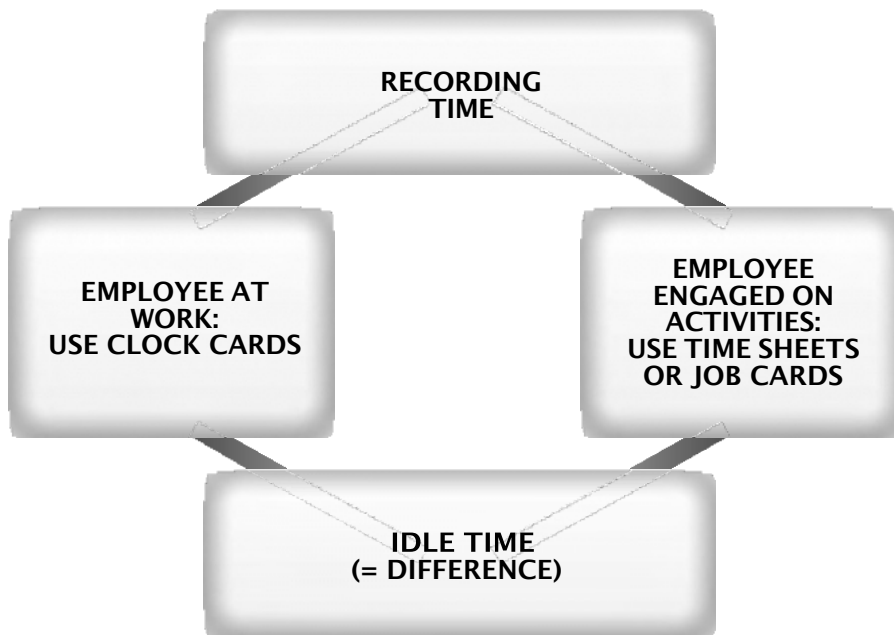 RECORDING
TIME
EMPLOYEE AT
WORK:
USE CLOCK CARDS
EMPLOYEE
ENGAGED ON
ACTIVITIES:
USE TIME SHEETS
OR JOB CARDS
IDLE TIME
(= DIFFERENCE)